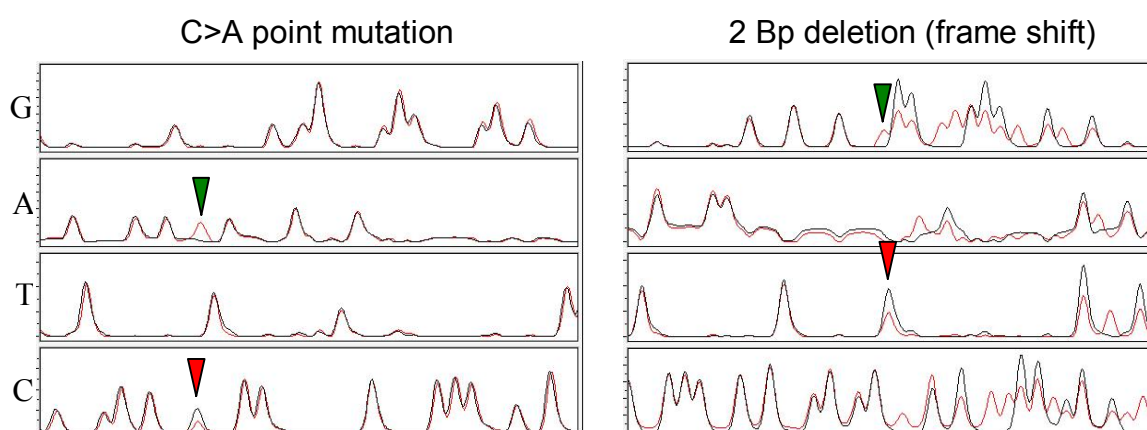 C>A point mutation
2 Bp deletion (frame shift)
G
A
T
C